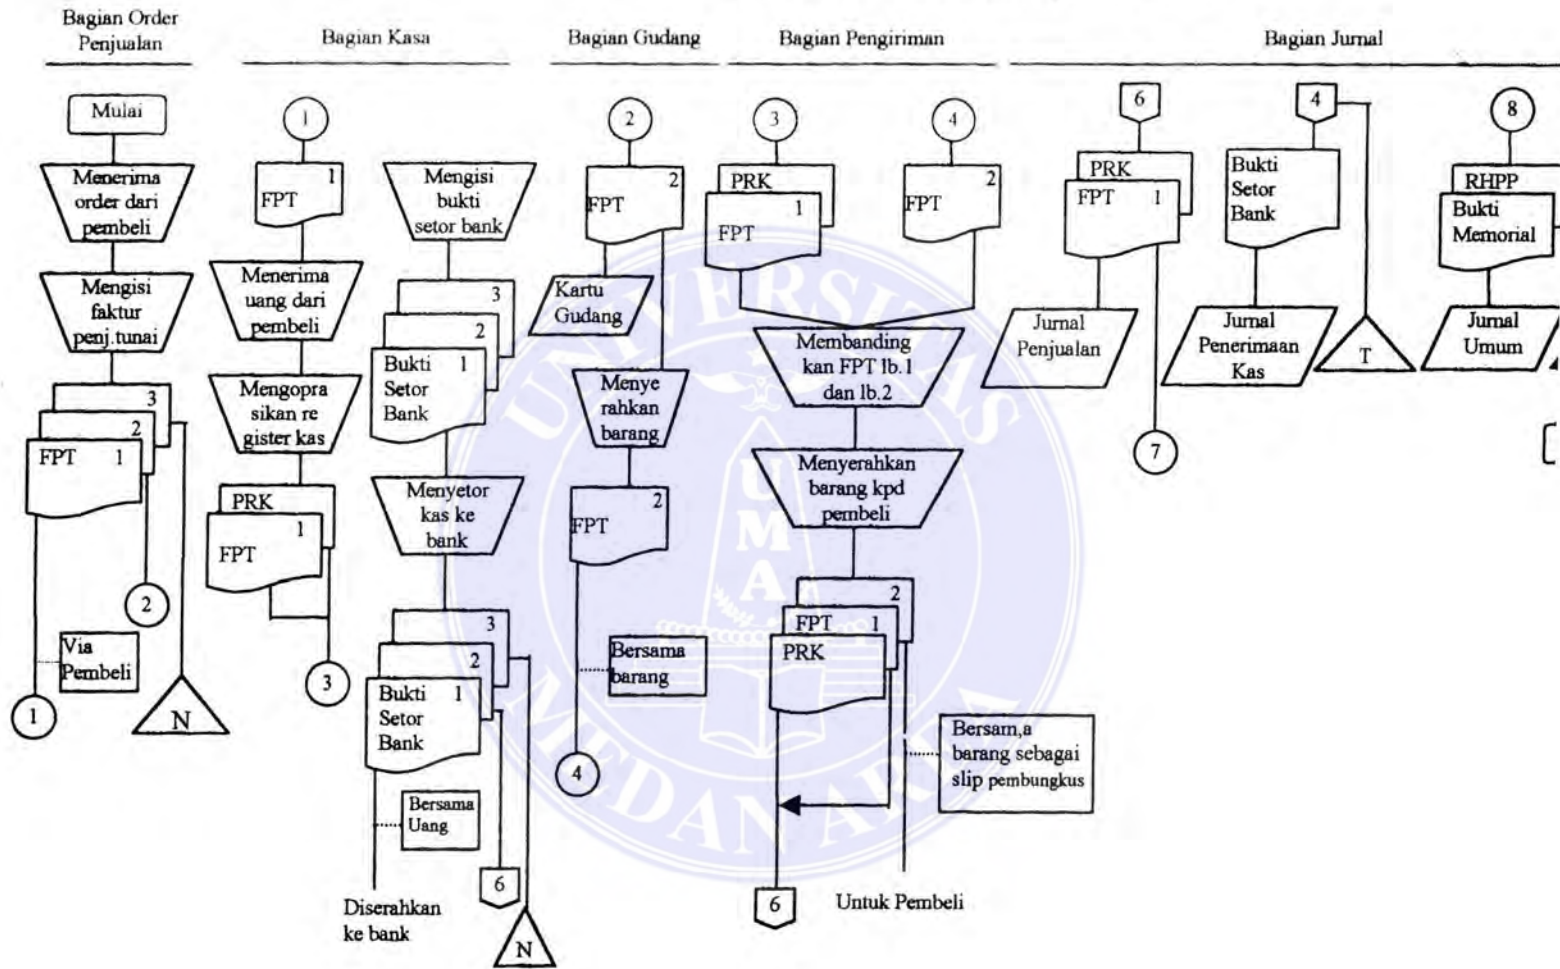 Bagian Order
Penjualan
Bagian Kasa
Bagian Gudang
Bagian Pengiriman
Bagian Jurnal
Mulai
Menerima
order dari
pembeli
Mengisi
faktur
penj.tunai
3
2
FPT 1
2
Via
Pembeli
1
N
1
1
FPT
Menerima
uang dari
pembeli
Mengopra
sikan re
gister kas
PRK
1
FPT
3
Mengisi
bukti
setor bank
3
2
Bukti 1
Setor
Bank
Menyetor
kas ke
bank
3
2
Bukti 1
Setor
Bank
Bersama
Uang
6
Diserahkan
ke bank
N
2
2
FPT
Kartu
Gudang
Menye
rahkan
barang
2
FPT
Bersama
barang
4
3
PRK
1
FPT
4
2
FPT
Membanding
kan FPT lb.1
dan lb.2
Menyerahkan
barang kpd
pembeli
2
FPT 1
PRK
Bersam,a
barang sebagai
slip pembungkus
6
Untuk Pembeli
6
PRK
FPT 1
Jurnal
Penjualan
7
4
Bukti
Setor
Bank
Jurnal
Penerimaan
Kas
T
8
RHPP
Bukti
Memorial
Jurnal
Umum
UNIVERSITAS
MEDAN AREA
U
M
A